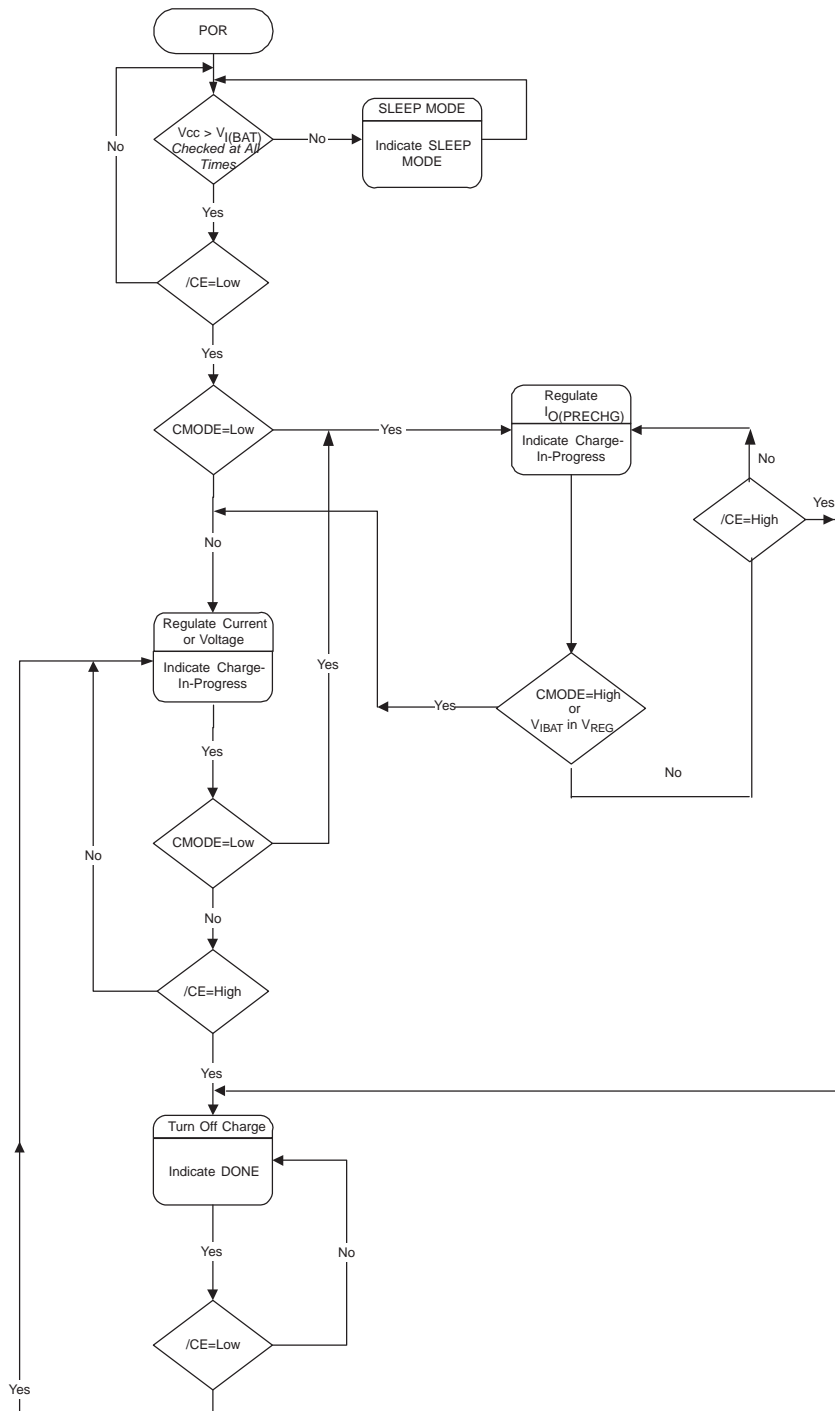 POR
SLEEP MODE
Vcc > VI(BAT)
Checked at All
Times
No
No
Indicate SLEEP
MODE
Yes
/CE=Low
Yes
Regulate
IO(PRECHG)
CMODE=Low
Yes
Indicate Charge-
In-Progress
No
Yes
/CE=High
No
Regulate Current
or Voltage
Indicate Charge-
In-Progress
Yes
CMODE=High
or
VIBAT in VREG
Yes
Yes
No
CMODE=Low
No
No
/CE=High
Yes
Turn Off Charge
Indicate DONE
Yes
No
/CE=Low
Yes